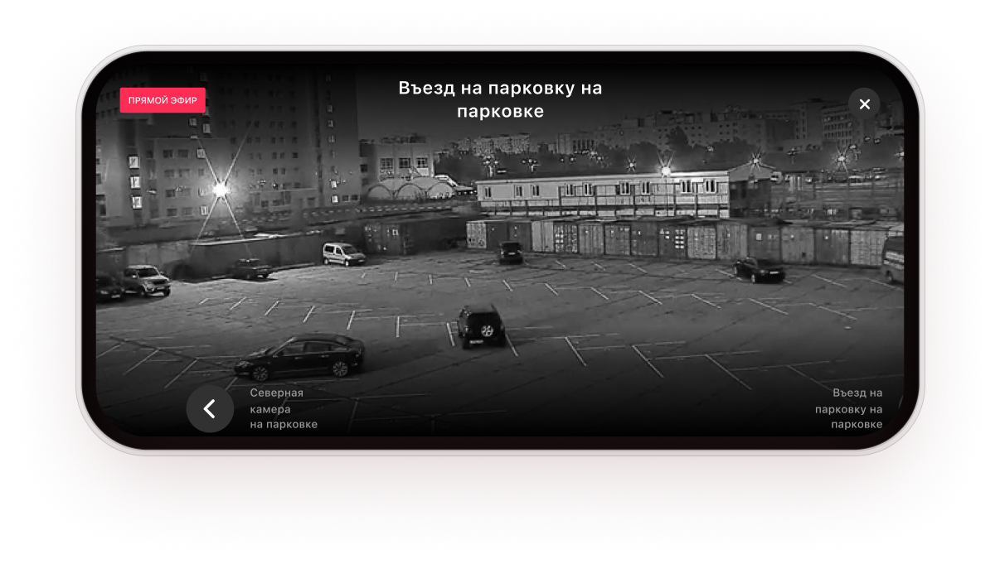 ПРЯМОЙ ЭФИР
Въезд на парковку на
парковке
Северная
камера
на парковке
Въезд на
парковку на
парковке